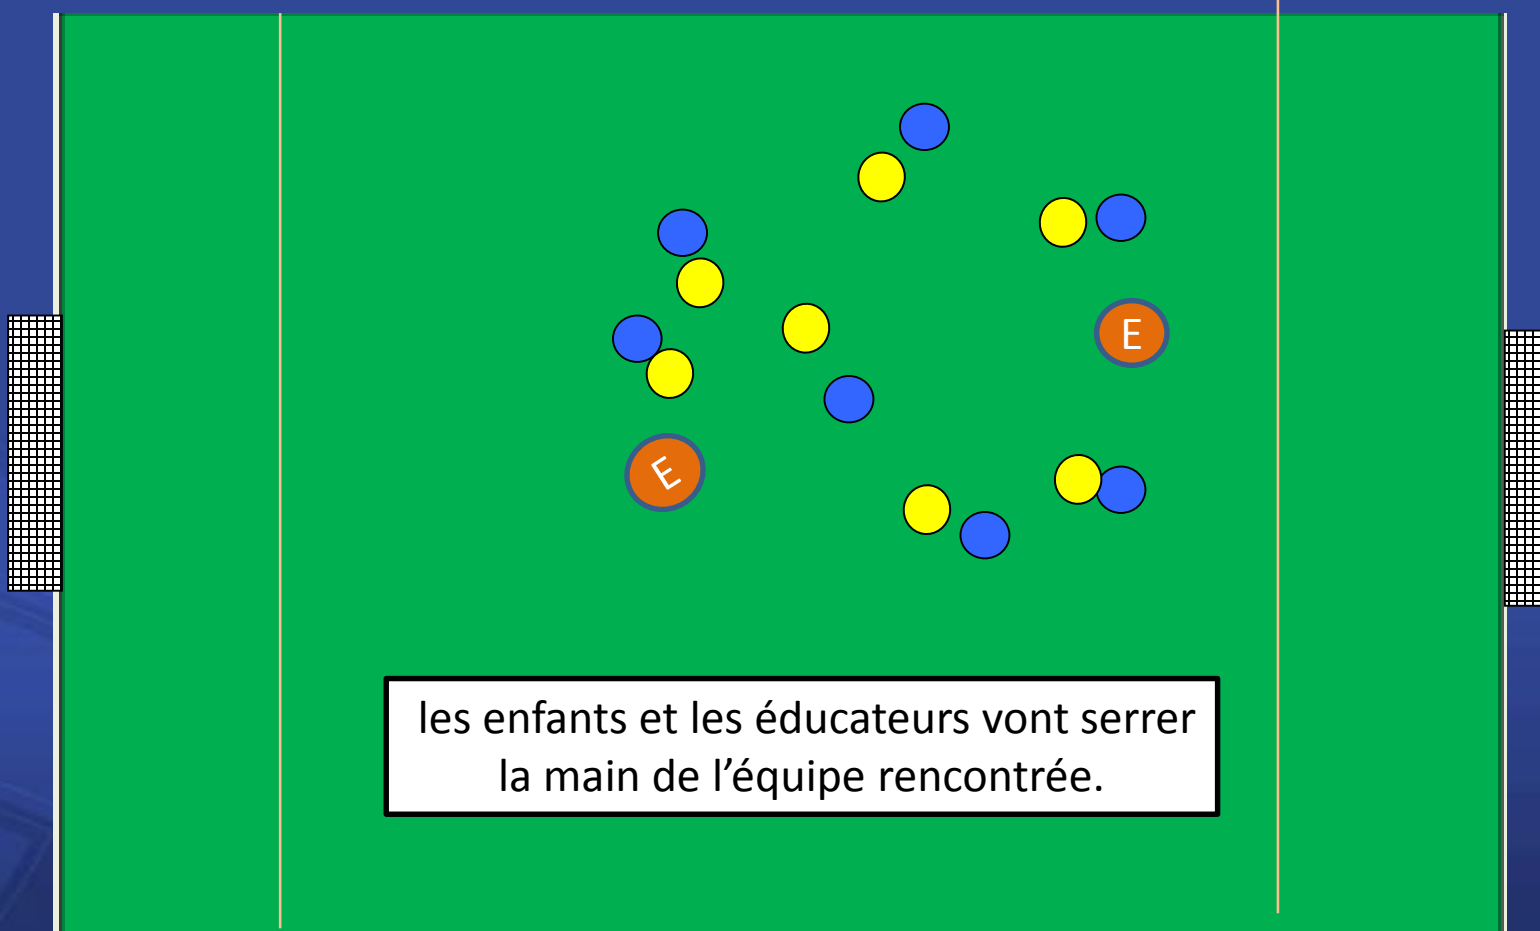 E
E
les enfants et les éducateurs vont serrer
la main de l’équipe rencontrée.